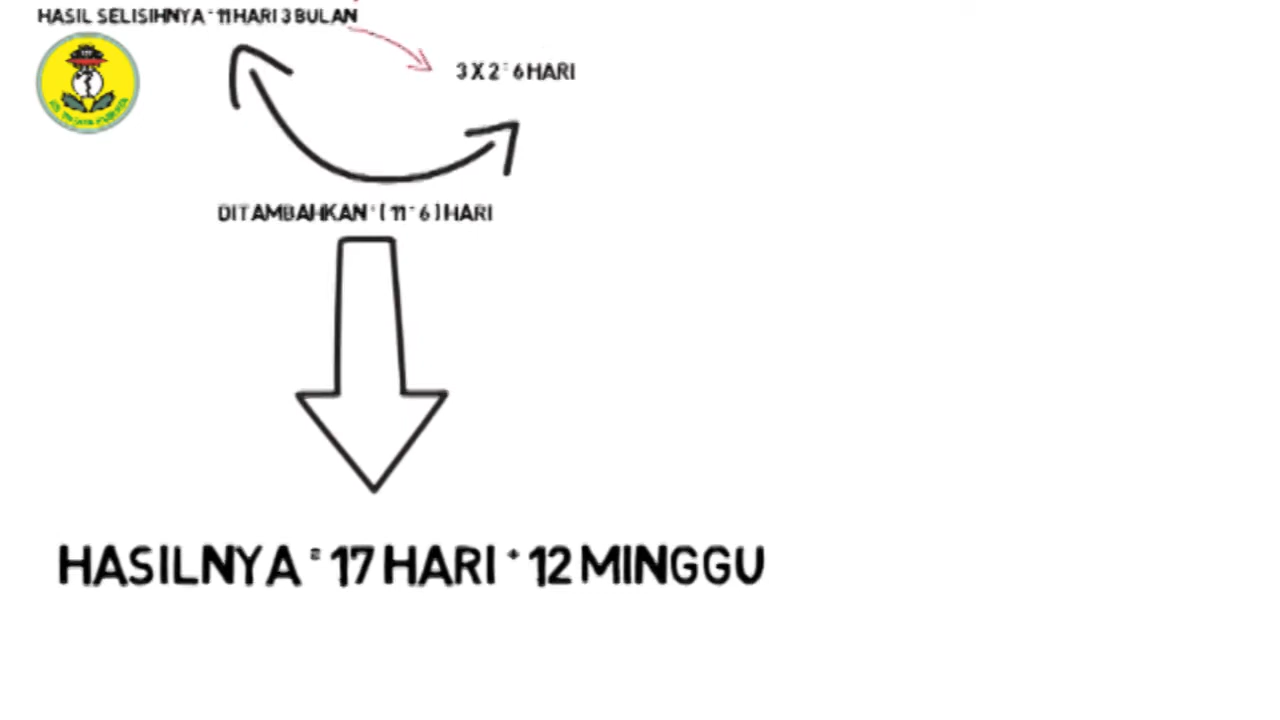 HASIL SELISIHNYA = 11 HARI 3 BULAN
3 X 2 = 6 HARI
DITAMBAHKAN = ( 11 + 6 ) HARI
HASILNYA = 17 HARI + 12 MINGGU